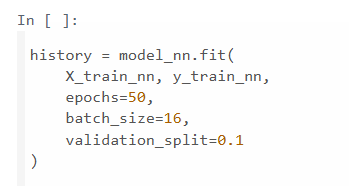 In [ ]:
history = model_nn.fit(
    X_train_nn, y_train_nn,
    epochs=50,
    batch_size=16,
    validation_split=0.1
)